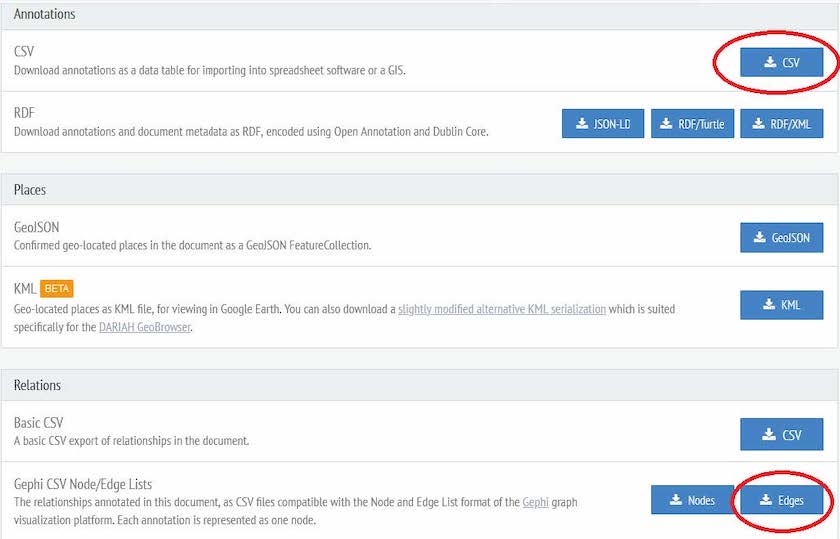 Annotations
CSV
Download annotations as a data table for importing into spreadsheet software or a GIS.
CSV
RDF
Download annotations and document metadata as RDF, encoded using Open Annotation and Dublin Core.
JSON-LD
RDF/Turtle
RDF/XML
Places
GeoJSON
Confirmed geo-located places in the document as a GeoJSON FeatureCollection.
GeoJSON
KML BETA
Geo-located places as KML file, for viewing in Google Earth. You can also download a slightly modified alternative KML serialization which is suited
specifically for the DARIAH GeoBrowser.
KML
Relations
Basic CSV
A basic CSV export of relationships in the document.
CSV
Gephi CSV Node/Edge Lists
The relationships annotated in this document, as CSV files compatible with the Node and Edge List format of the Gephi graph
visualization platform. Each annotation is represented as one node.
Nodes
Edges